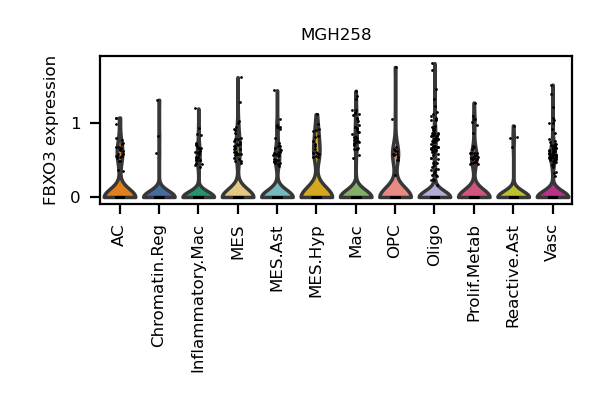 MGH258
FBXO3 expression
1
0
AC
Chromatin.Reg
Inflammatory.Mac
MES
MES.Ast
MES.Hyp
Mac
OPC
Oligo
Prolif.Metab
Reactive.Ast
Vasc